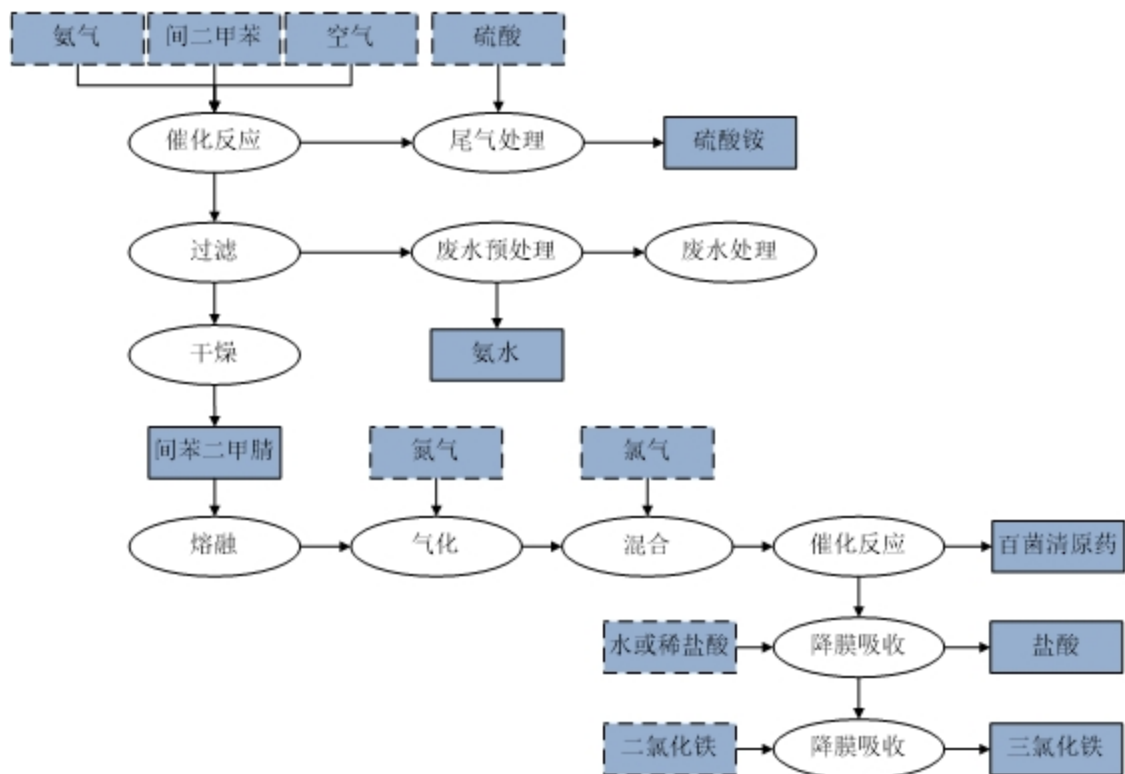 氨气 间二甲苯 空气 硫酸
催化反应 尾气处理 硫酸铵
过滤 废水预处理 废水处理
干燥 氨水
间苯二甲腈 氮气 氯气
熔融 气化 混合 催化反应 百菌清原药
水或稀盐酸 降膜吸收 盐酸
二氯化铁 降膜吸收 三氯化铁